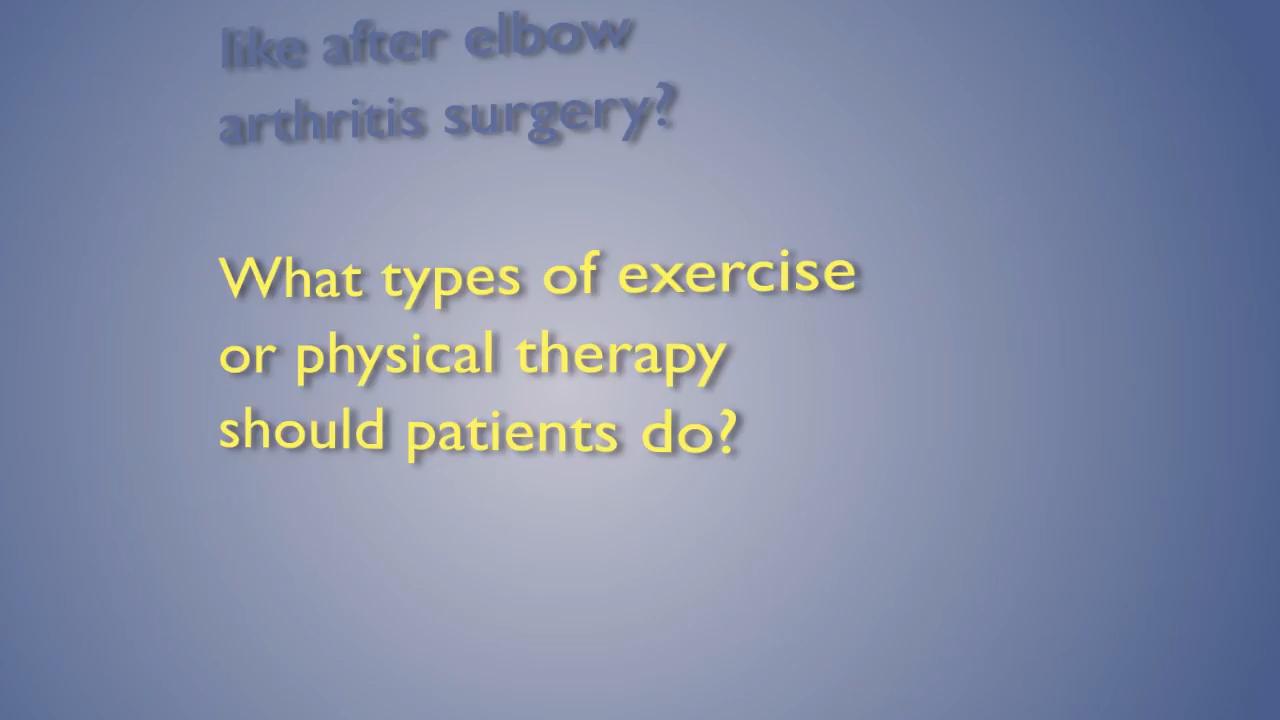 like after elbow
arthritis surgery?
What types of exercise
or physical therapy
should patients do?